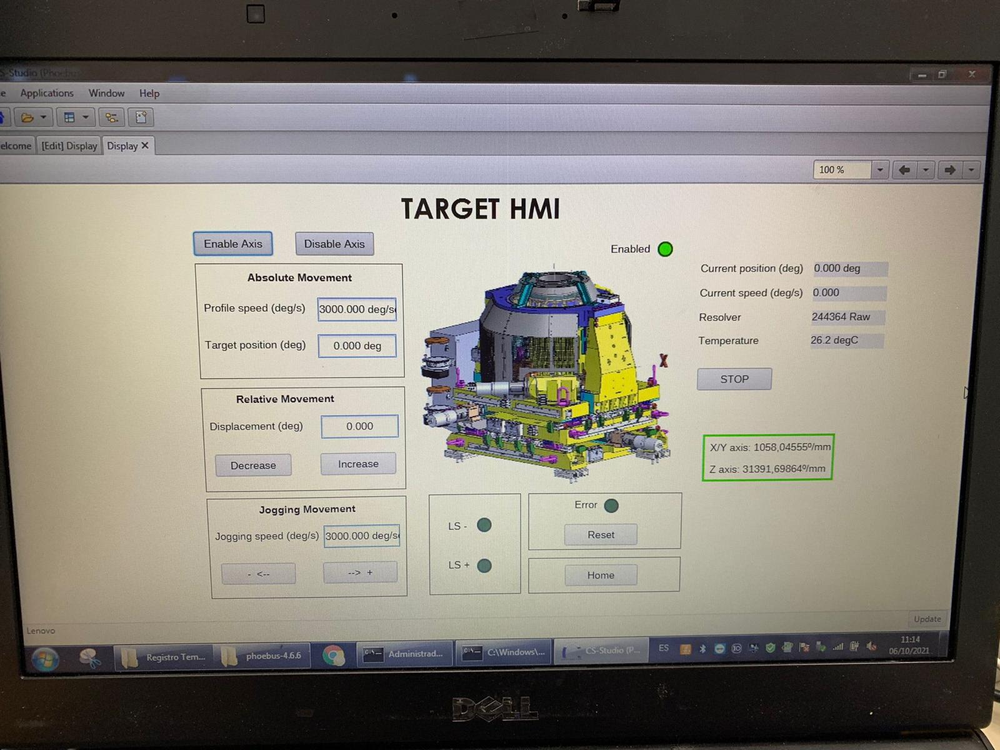 S-Studio (Phoebus
e Applications Window Help
elcome [Edit] Display Display
100 %
TARGET HMI
Enable Axis Disable Axis
Enabled
Absolute Movement
Profile speed (deg/s) 3000.000 deg/s
Target position (deg) 0.000 deg
Relative Movement
Displacement (deg) 0.000
Decrease Increase
Jogging Movement
Jogging speed (deg/s) 3000.000 deg/s
- <-- --> +
X
LS -
LS +
Error
Reset
Home
Current position (deg) 0.000 deg
Current speed (deg/s) 0.000
Resolver 244364 Raw
Temperature 26.2 degC
STOP
X/Y axis: 1058,04555º/mm
Z axis: 31391,69864º/mm
Lenovo
Update
Registro Tem... phoebus-4.6.6 Administrad... C:\Windows\... CS-Studio (P... ES
11:14
06/10/2021
DELL